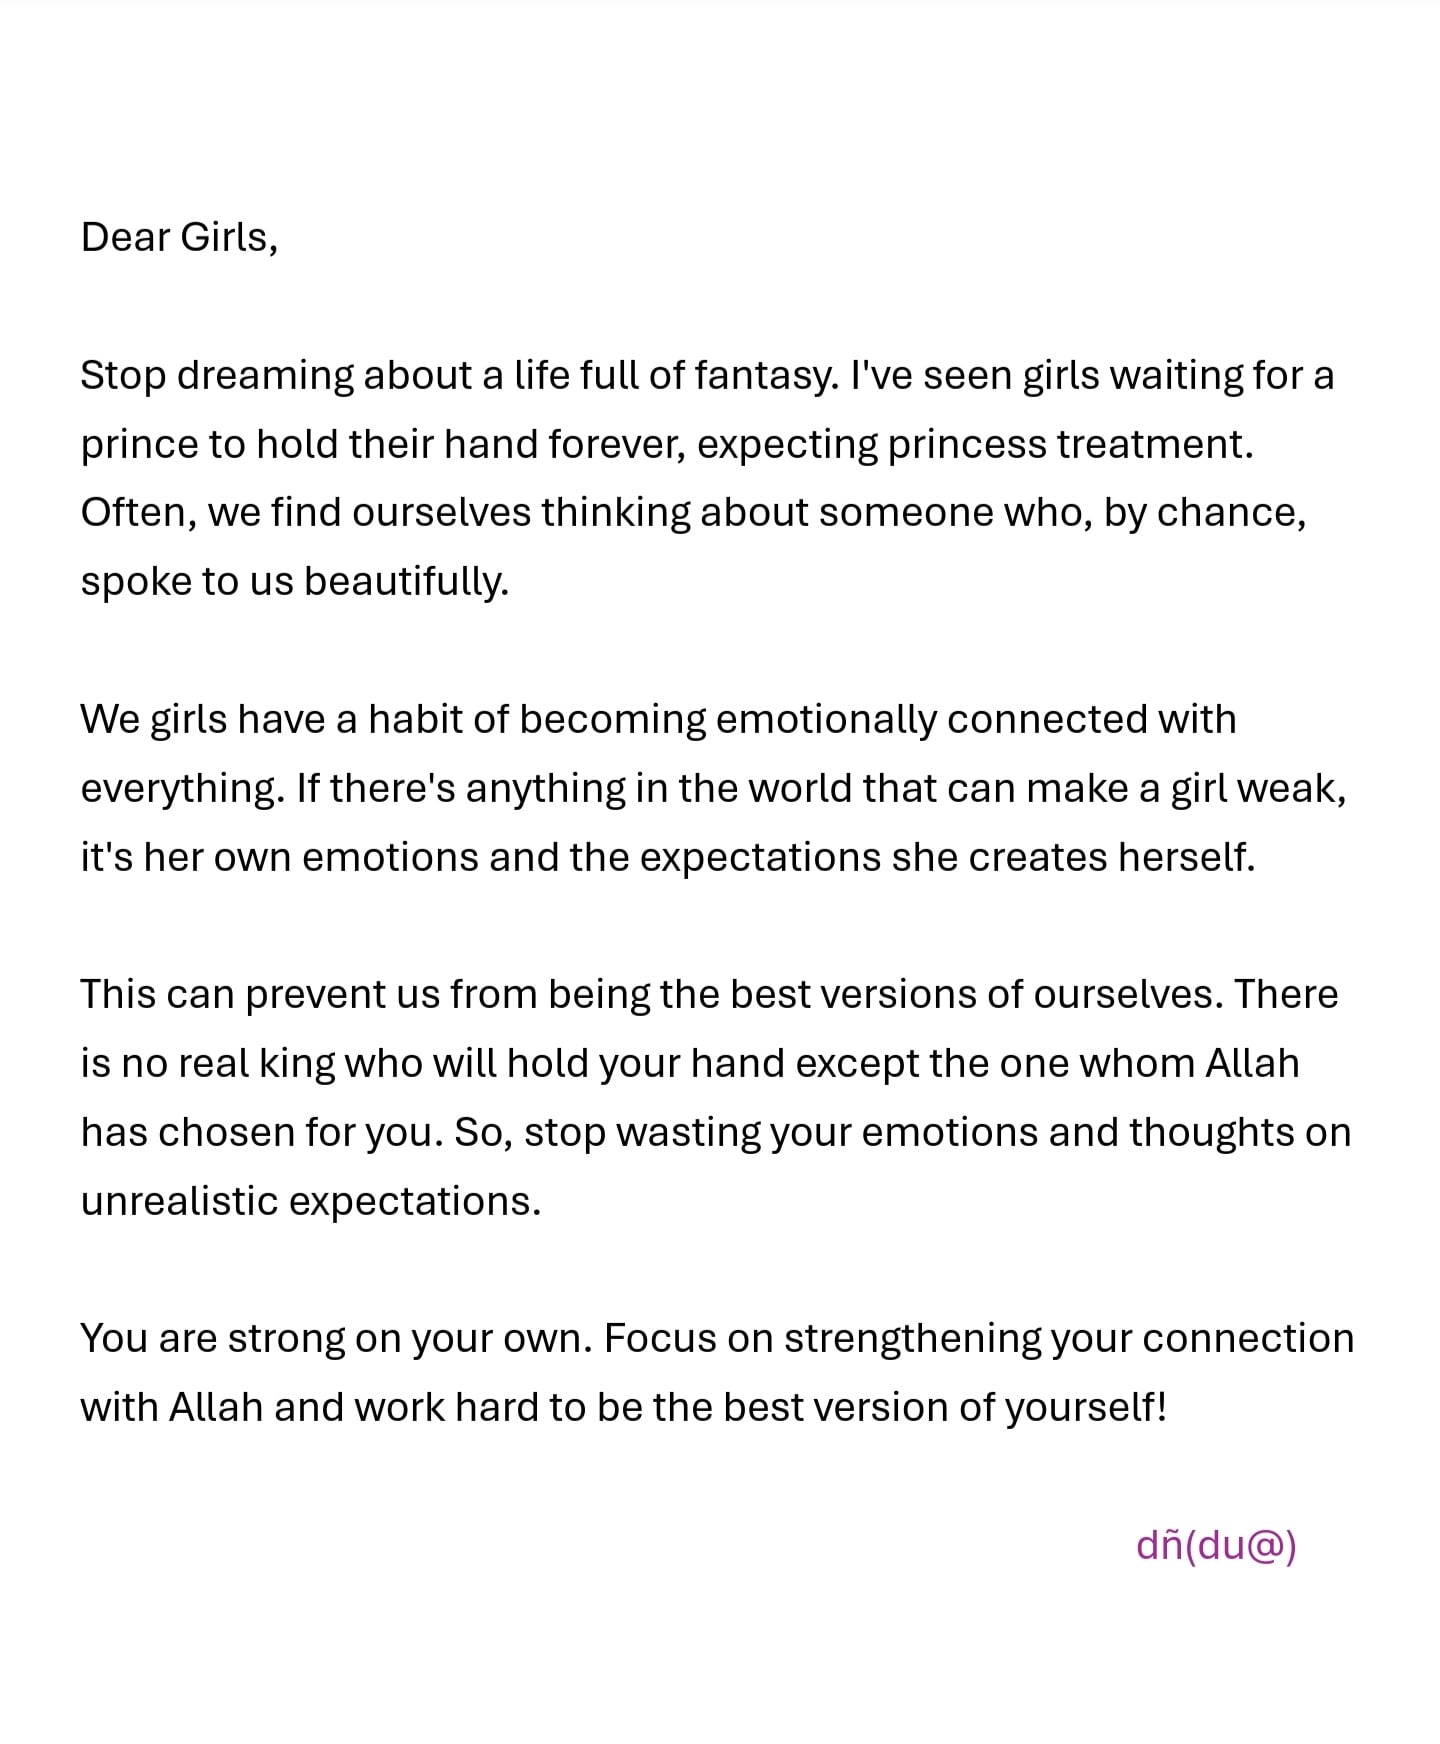 Dear Girls,
Stop dreaming about a life full of fantasy. I've seen girls waiting for a
prince to hold their hand forever, expecting princess treatment.
Often, we find ourselves thinking about someone who, by chance,
spoke to us beautifully.
We girls have a habit of becoming emotionally connected with
everything. If there's anything in the world that can make a girl weak,
it's her own emotions and the expectations she creates herself.
This can prevent us from being the best versions of ourselves. There
is no real king who will hold your hand except the one whom Allah
has chosen for you. So, stop wasting your emotions and thoughts on
unrealistic expectations.
You are strong on your own. Focus on strengthening your connection
with Allah and work hard to be the best version of yourself!
dñ(du@)